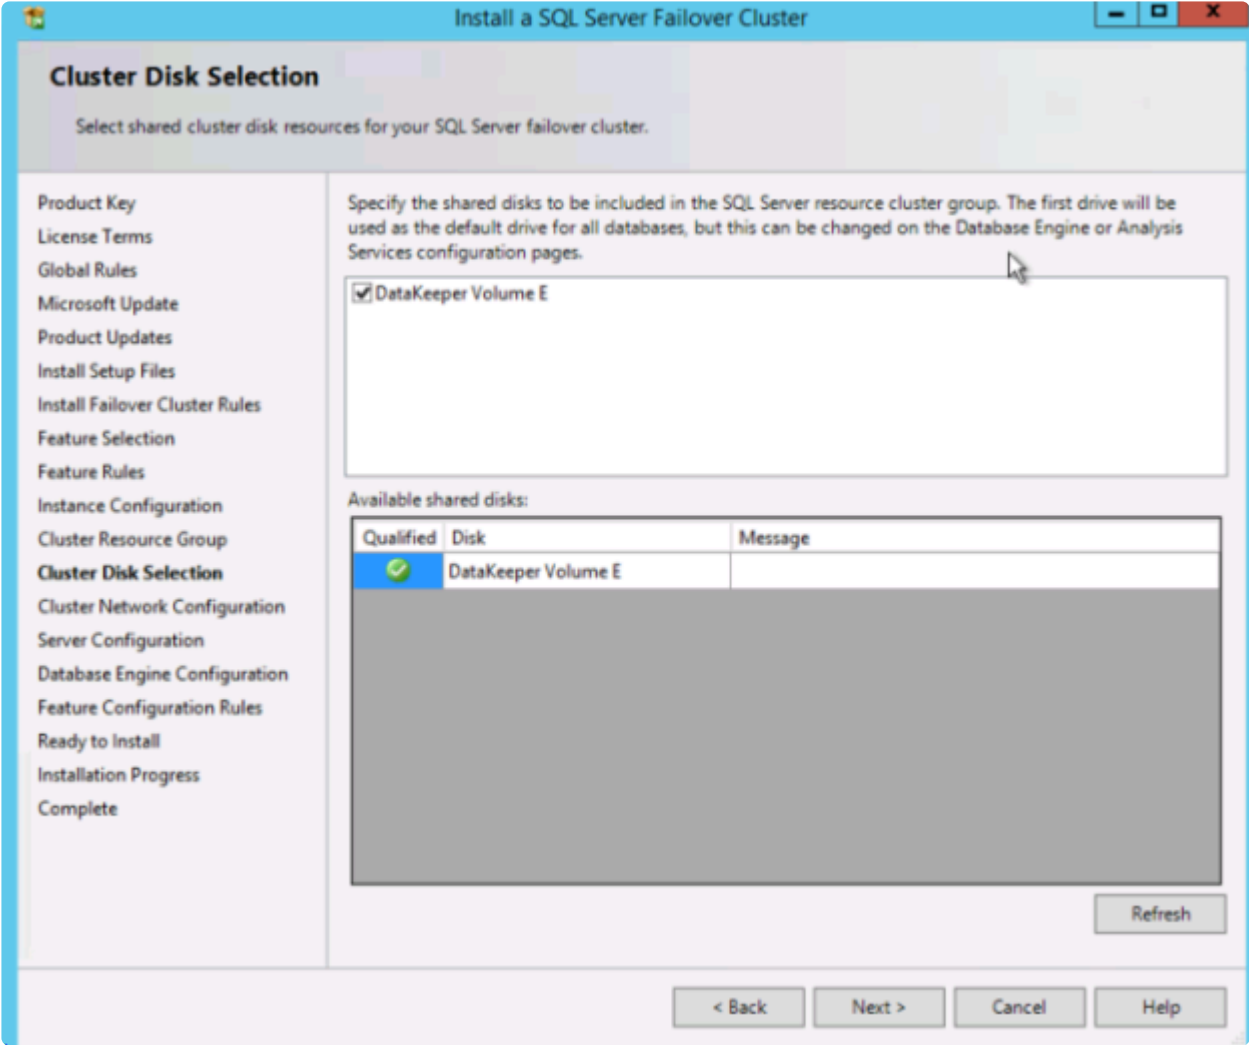 Install a SQL Server Failover Cluster
Cluster Disk Selection
Select shared cluster disk resources for your SQL Server failover cluster.
Product Key
License Terms
Global Rules
Microsoft Update
Product Updates
Install Setup Files
Install Failover Cluster Rules
Feature Selection
Feature Rules
Instance Configuration
Cluster Resource Group
Cluster Disk Selection
Cluster Network Configuration
Server Configuration
Database Engine Configuration
Feature Configuration Rules
Ready to Install
Installation Progress
Complete
Specify the shared disks to be included in the SQL Server resource cluster group. The first drive will be
used as the default drive for all databases, but this can be changed on the Database Engine or Analysis
Services configuration pages.
DataKeeper Volume E
Available shared disks:
Qualified Disk Message
DataKeeper Volume E
Refresh
< Back Next > Cancel Help